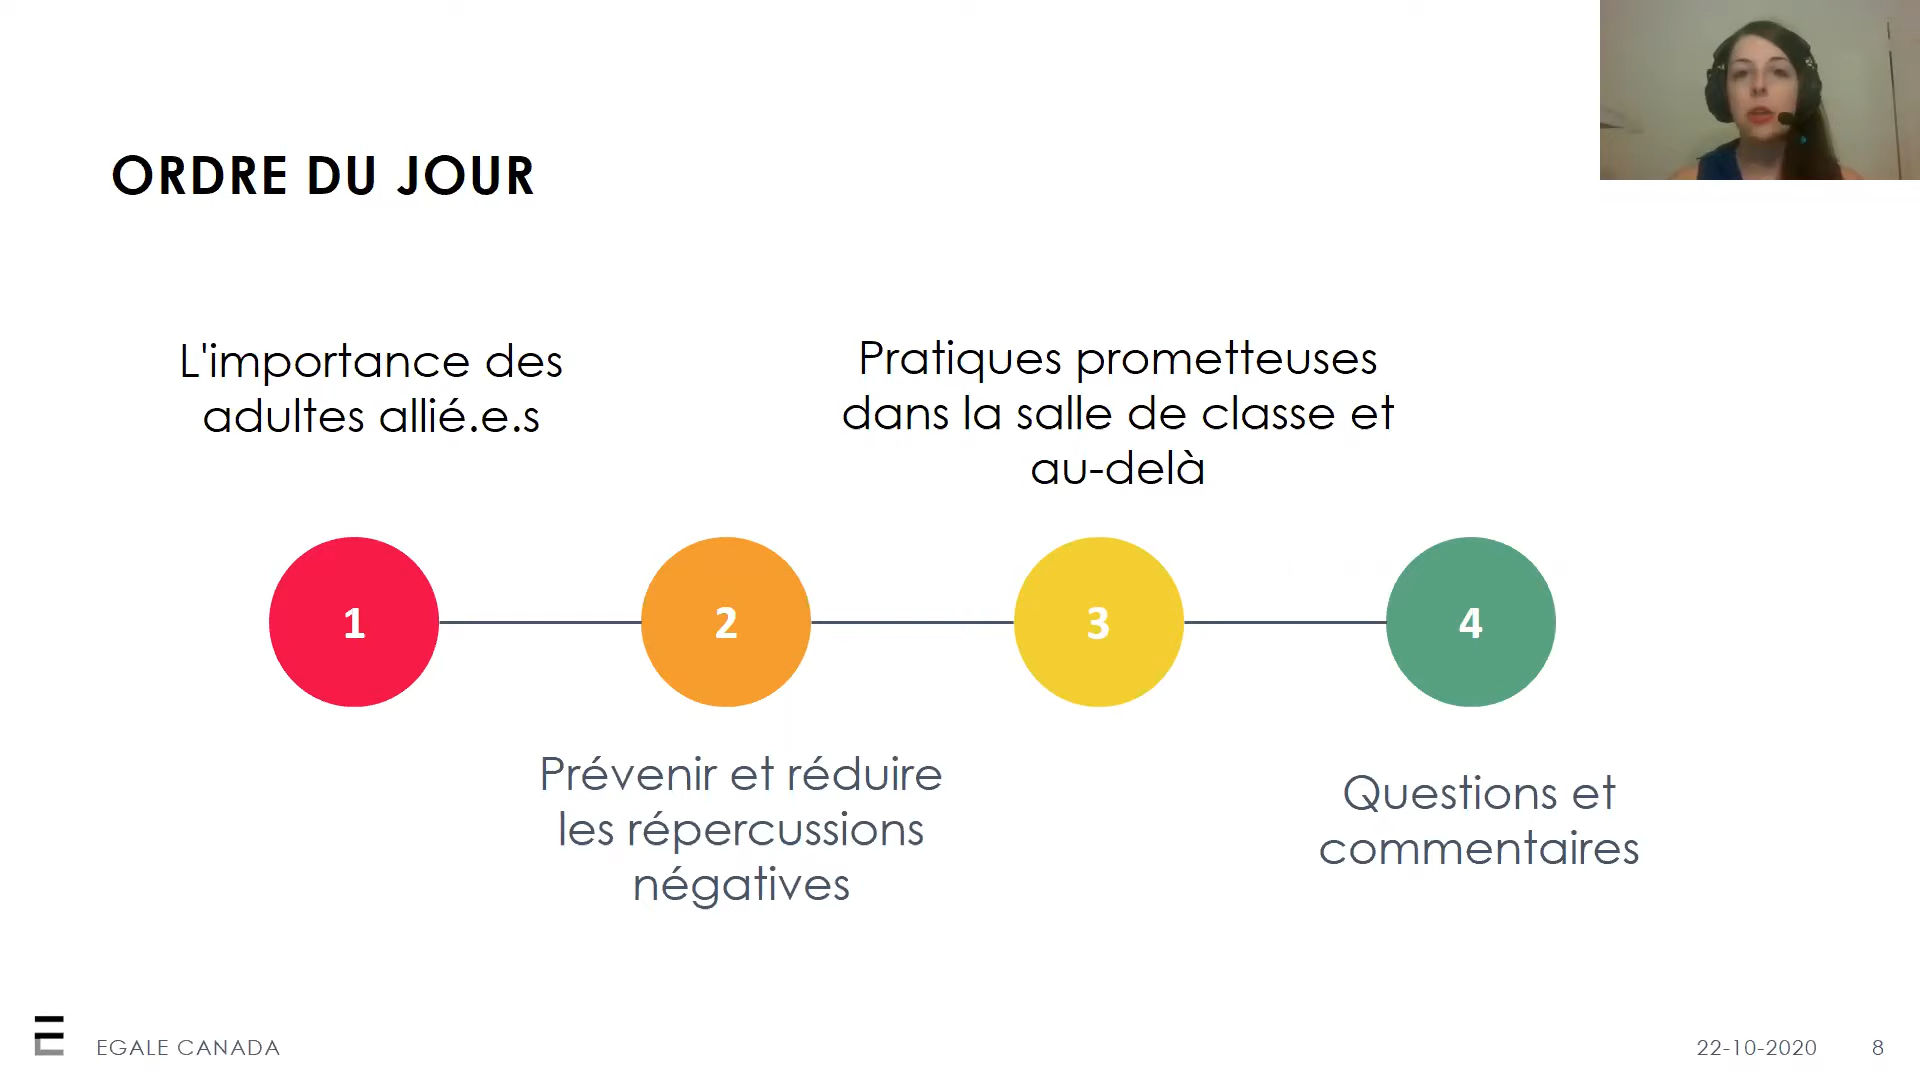 ORDRE DU JOUR
L'importance des
adultes allié.e.s
Pratiques prometteuses
dans la salle de classe et
au-delà
1
2
3
4
Prévenir et réduire
les répercussions
négatives
Questions et
commentaires
EGALE CANADA
22-10-2020
8